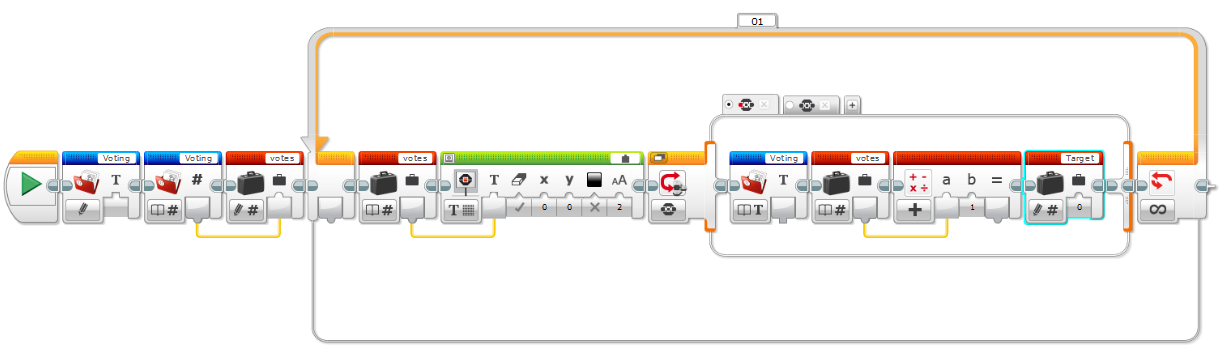 01
Voting
Voting
votes
votes
Voting
votes
Target
T
#
T
x
y
AA
T
a
b
=
#
#
#
T
0
0
2
T
#
1
#
0